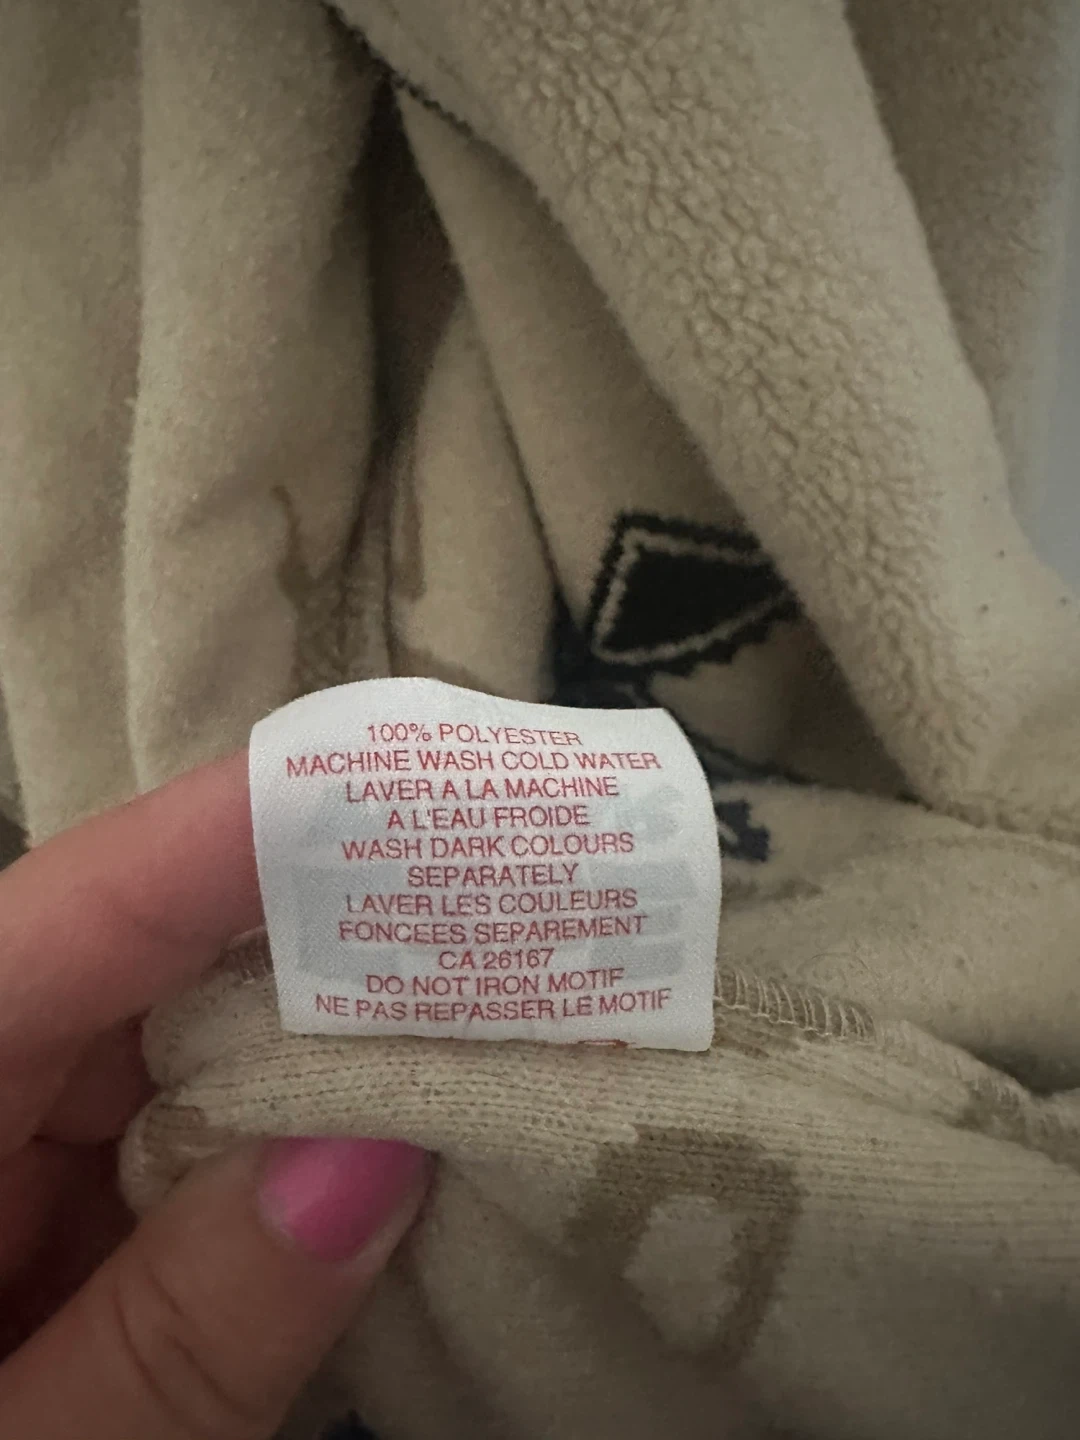 100% POLYESTER
MACHINE WASH COLD WATER
LAVER A LA MACHINE
A L'EAU FROIDE
WASH DARK COLOURS
SEPARATELY
LAVER LES COULEURS
FONCEES SEPAREMENT
CA 26167
DO NOT IRON MOTIF
NE PAS REPASSER LE MOTIF